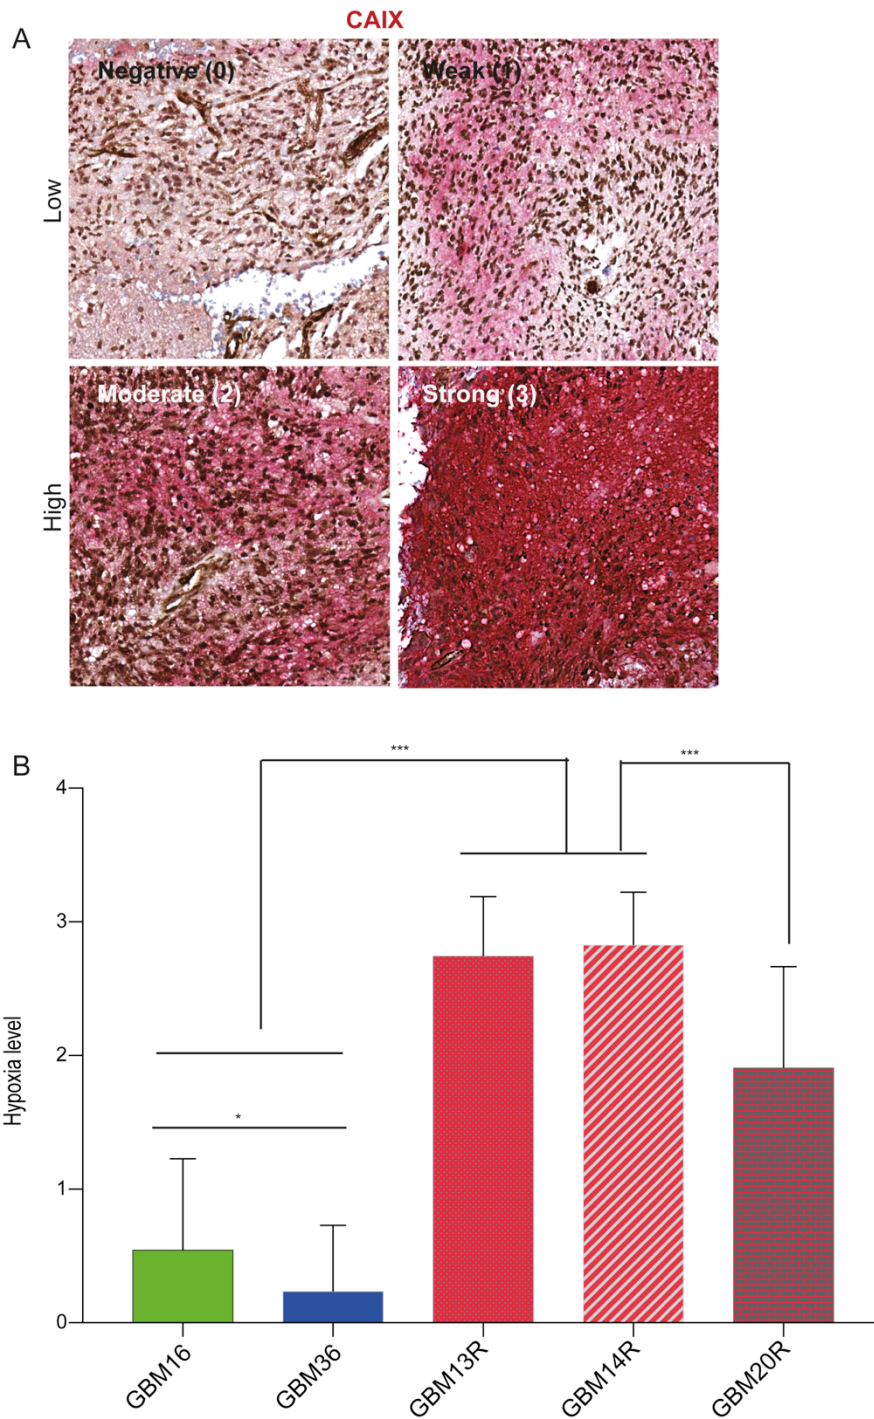 CAIX
A
Negative (0)
Weak (1)
Low
Moderate (2)
Strong (3)
High
B
***
***
4
3
2
1
0
*
Hypoxia level
GBM16
GBM36
GBM13R
GBM14R
GBM20R